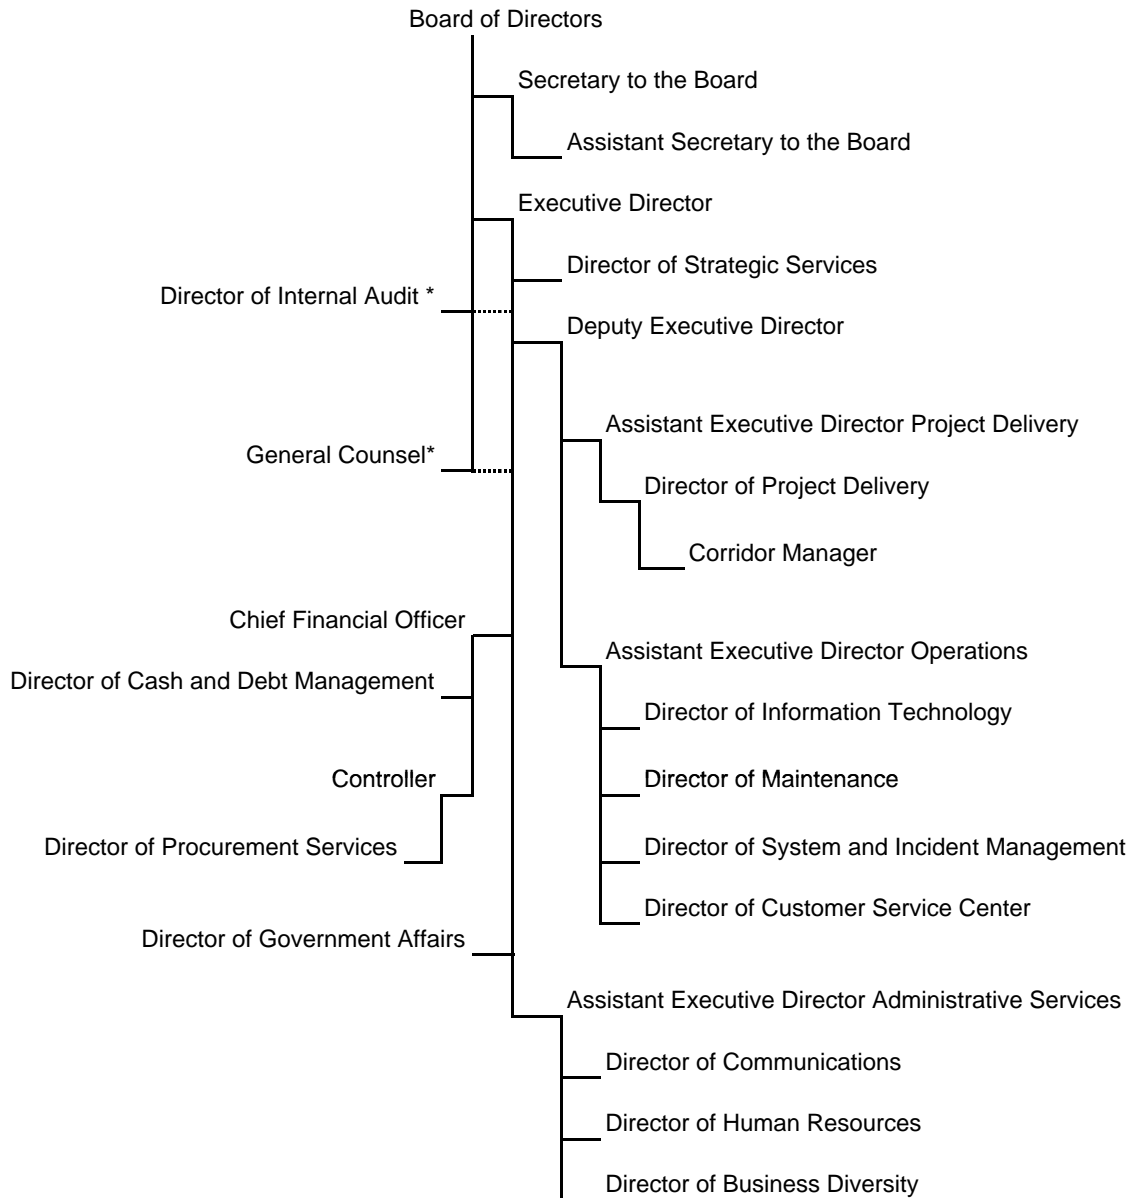 Board of Directors
Secretary to the Board
Assistant Secretary to the Board
Executive Director
Director of Strategic Services
Director of Internal Audit *
Deputy Executive Director
Assistant Executive Director Project Delivery
General Counsel*
Director of Project Delivery
Corridor Manager
Chief Financial Officer
Assistant Executive Director Operations
Director of Cash and Debt Management
Director of Information Technology
Controller
Director of Maintenance
Director of Procurement Services
Director of System and Incident Management
Director of Customer Service Center
Director of Government Affairs
Assistant Executive Director Administrative Services
Director of Communications
Director of Human Resources
Director of Business Diversity